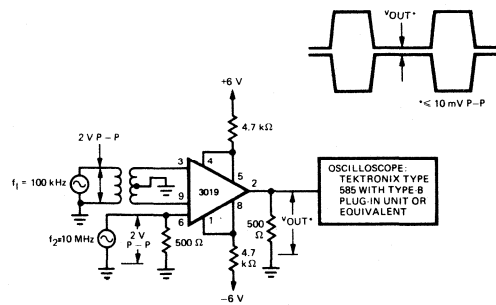 VOUT*
*≤ 10 mV P–P
+6 V
4.7 kΩ
2 V P – P
3
4
5
2
f1 = 100 kHz
3019
9
8
6
1
f2=10 MHz
2 V
P – P
500 Ω
4.7
kΩ
500
Ω
VOUT*
–6 V
OSCILLOSCOPE:
TEKTRONIX TYPE
585 WITH TYPE-B
PLUG-IN UNIT OR
EQUIVALENT